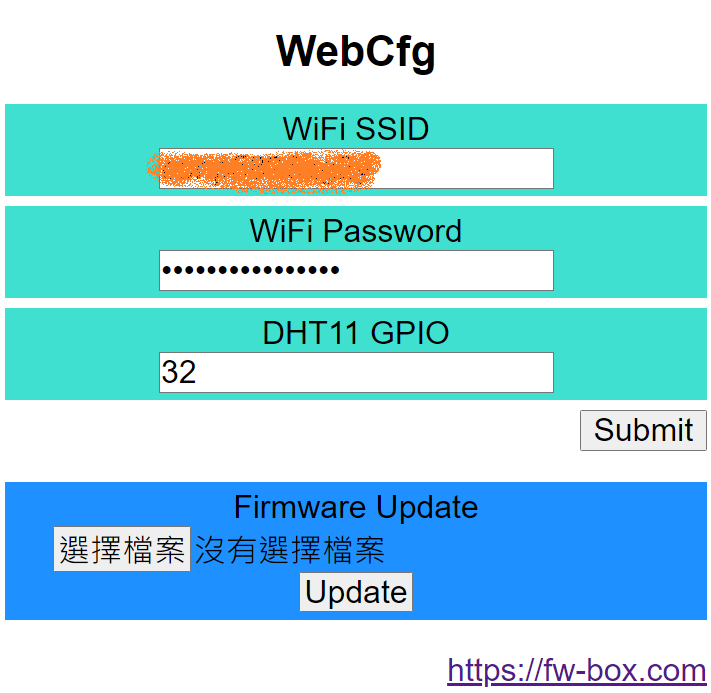 WebCfg
WiFi SSID
WiFi Password
••••••••••••••••
DHT11 GPIO
32
Submit
Firmware Update
選擇檔案 沒有選擇檔案
Update
https://fw-box.com